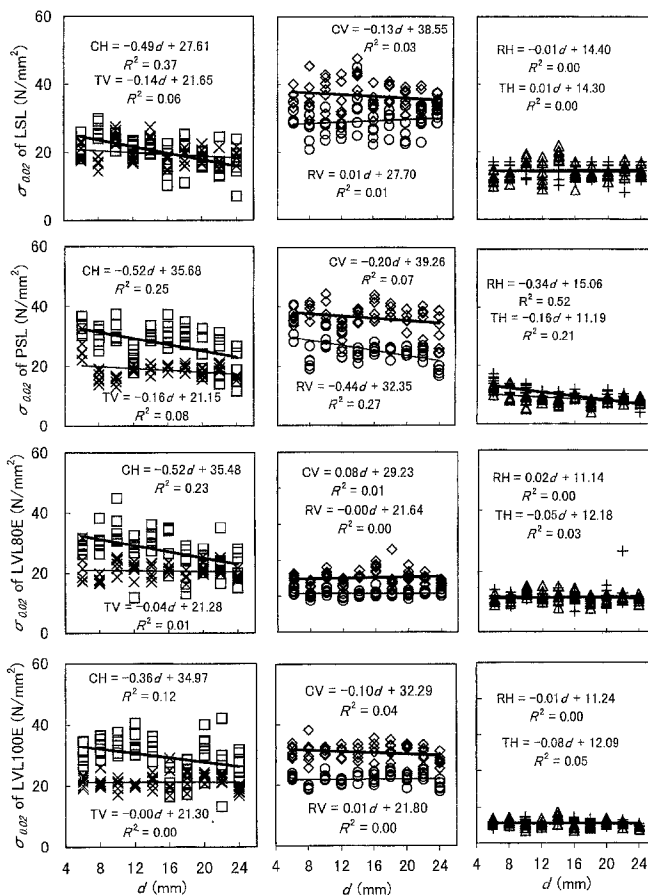 60
40
20
0
σ0.02 of LSL (N/mm²)
CH = −0.49d + 27.61
R² = 0.37
TV = −0.14d + 21.65
R² = 0.06
CV = −0.13d + 38.55
R² = 0.03
RV = 0.01d + 27.70
R² = 0.01
RH = −0.01d + 14.40
R² = 0.00
TH = 0.01d + 14.30
R² = 0.00
60
40
20
0
σ0.02 of PSL (N/mm²)
CH = −0.52d + 35.68
R² = 0.25
TV = −0.16d + 21.15
R² = 0.08
CV = −0.20d + 39.26
R² = 0.07
RV = −0.44d + 32.35
R² = 0.27
RH = −0.34d + 15.06
R² = 0.52
TH = −0.16d + 11.19
R² = 0.21
60
40
20
0
σ0.02 of LVL80E (N/mm²)
CH = −0.52d + 35.48
R² = 0.23
TV = −0.04d + 21.28
R² = 0.01
CV = 0.08d + 29.23
R² = 0.01
RV = −0.00d + 21.64
R² = 0.00
RH = 0.02d + 11.14
R² = 0.00
TH = −0.05d + 12.18
R² = 0.03
60
40
20
0
σ0.02 of LVL100E (N/mm²)
CH = −0.36d + 34.97
R² = 0.12
TV = −0.00d + 21.30
R² = 0.00
CV = −0.10d + 32.29
R² = 0.04
RV = 0.01d + 21.80
R² = 0.00
RH = −0.01d + 11.24
R² = 0.00
TH = −0.08d + 12.09
R² = 0.05
4 8 12 16 20 24
4 8 12 16 20 24
4 8 12 16 20 24
d (mm)
d (mm)
d (mm)